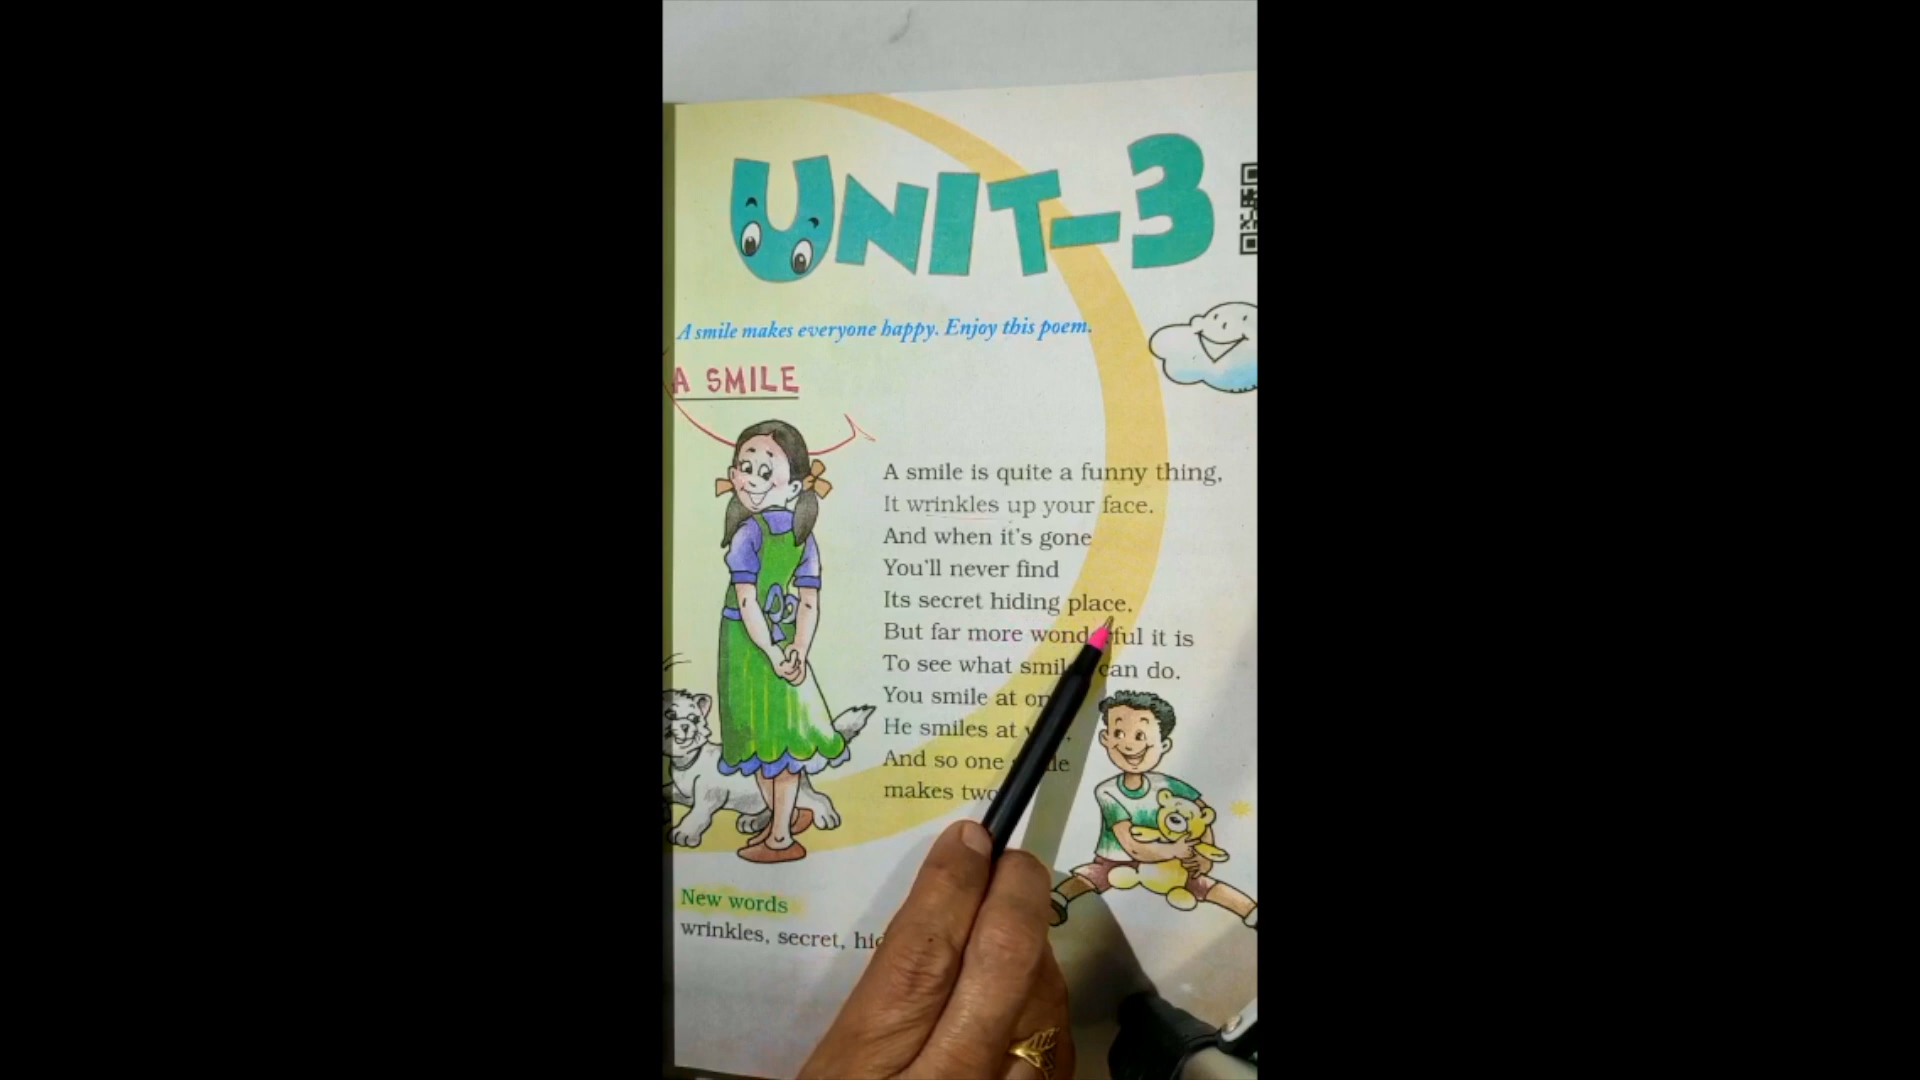 UNIT-3
A smile makes everyone happy. Enjoy this poem.
A SMILE
A smile is quite a funny thing,
It wrinkles up your face.
And when it's gone
You'll never find
Its secret hiding place.
But far more wonderful it is
To see what can do.
You smile at
He smiles at
And so one
makes two
New words
wrinkles, secret,